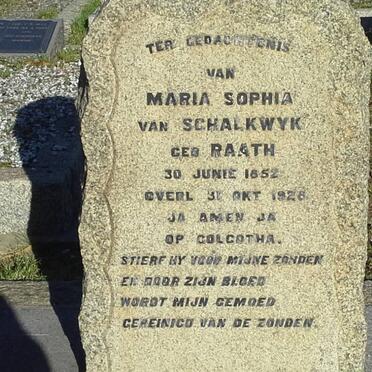 TER GEDACHTENIS
VAN
MARIA SOPHIA
VAN SCHALKWYK
GEB RAATH
30 JUNIE 1852
OVERL 31 OKT 1928
JA AMEN JA
OP GOLGOTHA.
STIERF HY VOOR MIJNE ZONDEN
EN DOOR ZIJN BLOED
WORDT MIJN GEMOED
GEREINIGD VAN DE ZONDEN.